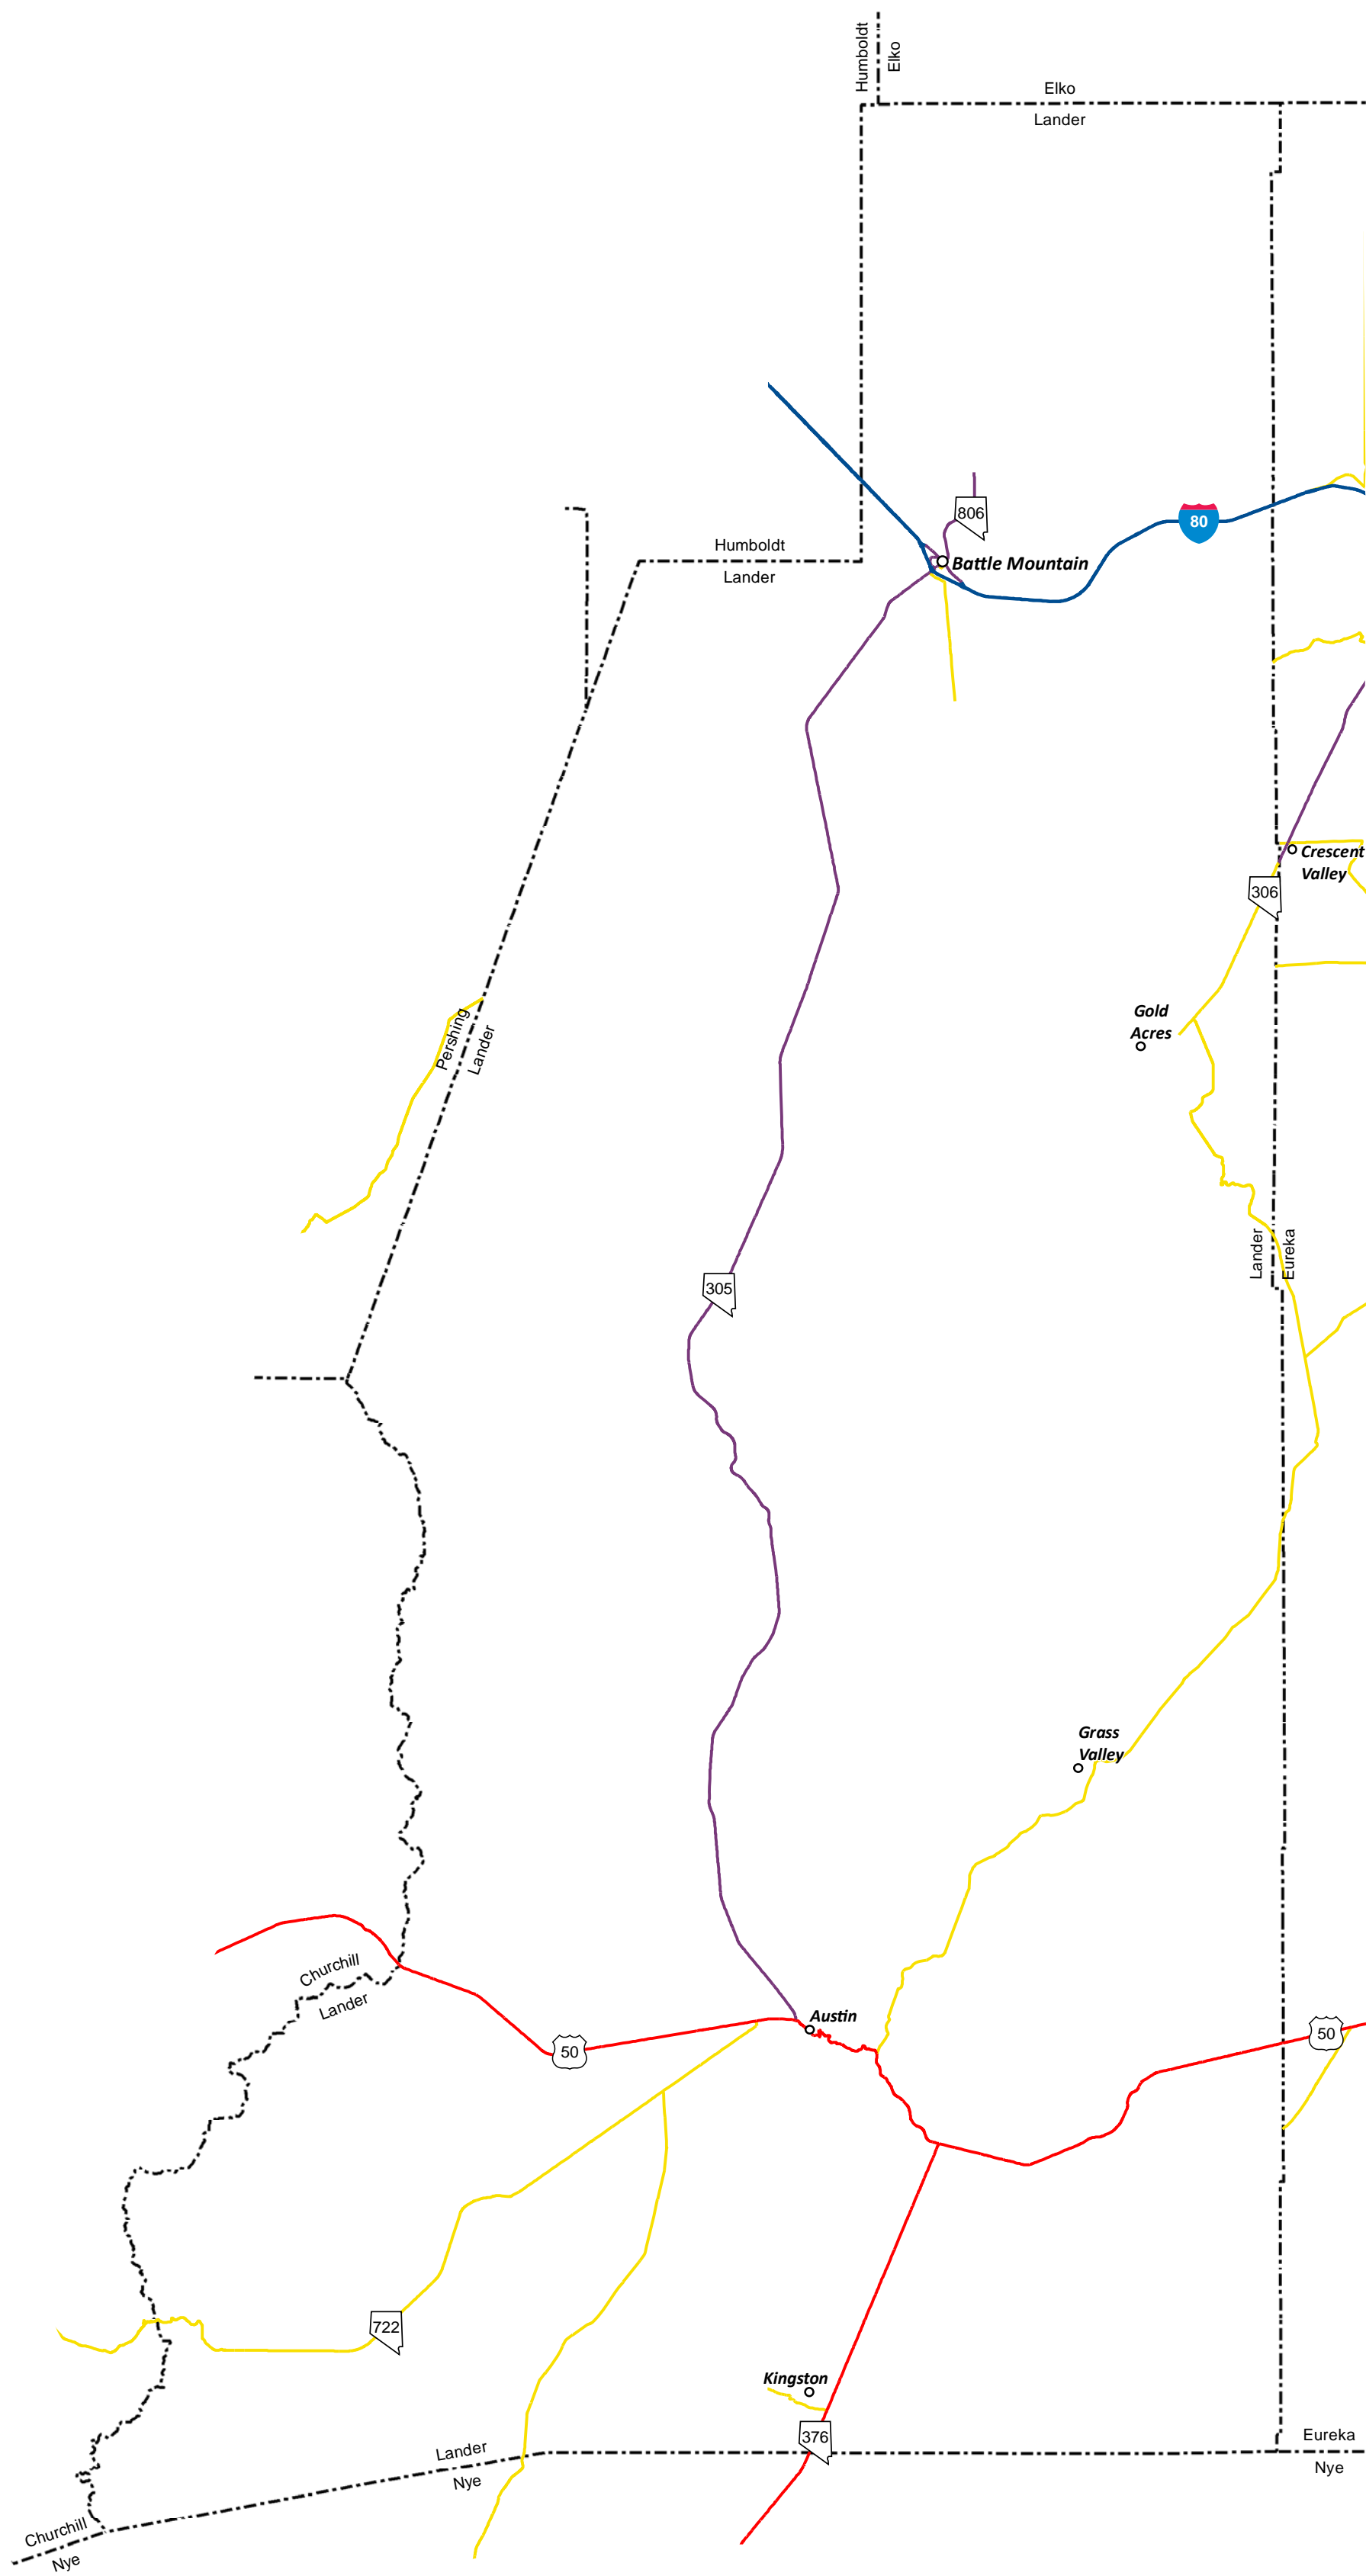 Humboldt
Elko
Elko
Lander
806
80
Humboldt
Lander
Battle Mountain
Crescent
Valley
306
Gold
Acres
Pershing
Lander
Lander
Eureka
305
Grass
Valley
Churchill
Lander
Austin
50
50
722
Kingston
376
Lander
Nye
Eureka
Nye
Churchill
Nye